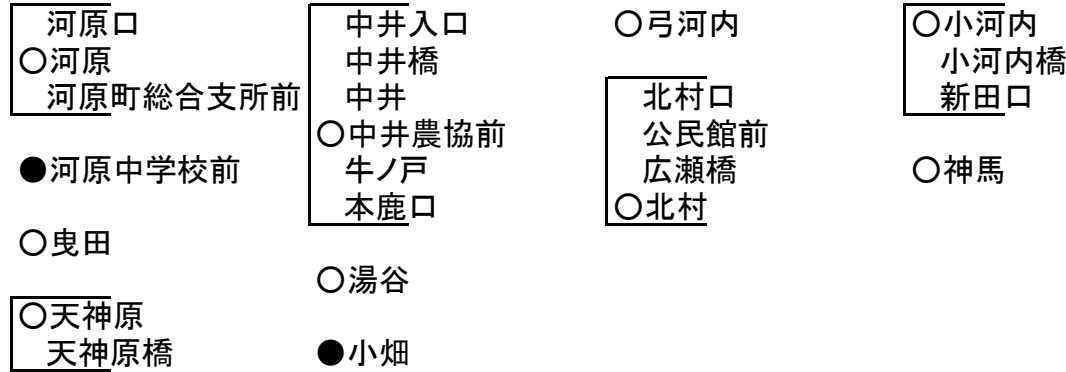 河原口
○河原
河原町総合支所前
●河原中学校前
○曳田
○天神原
天神原橋
中井入口
中井橋
中井
○中井農協前
牛ノ戸
本鹿口
○湯谷
●小畑
○弓河内
北村口
公民館前
広瀬橋
○北村
○小河内
小河内橋
新田口
○神馬